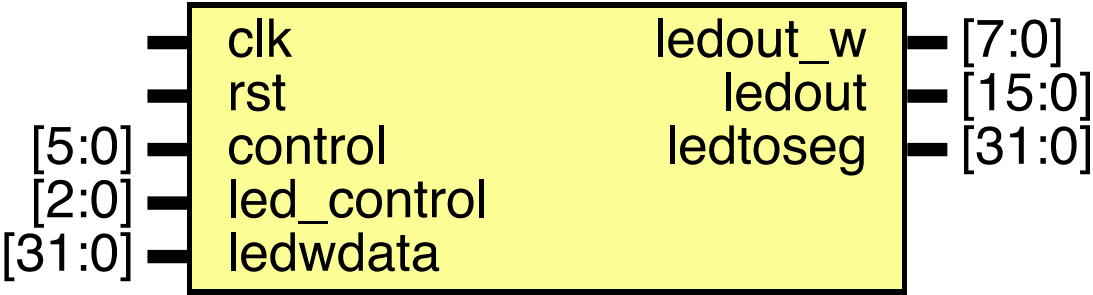 clk ledout_w [7:0]
rst ledout [15:0]
[5:0] control ledtoseg [31:0]
[2:0] led_control
[31:0] ledwdata